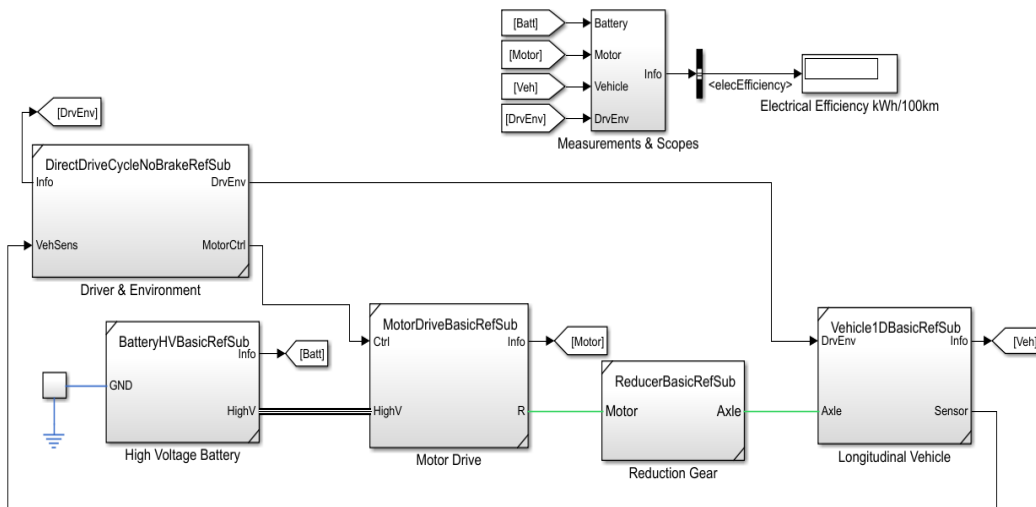 [Batt]
Battery
[Motor]
Motor
[Veh]
Vehicle
[DrvEnv]
DrvEnv
Info
<elecEfficiency>
Electrical Efficiency kWh/100km
Measurements & Scopes
[DrvEnv]
DirectDriveCycleNoBrakeRefSub
Info
DrvEnv
VehSens
MotorCtrl
Driver & Environment
BatteryHVBasicRefSub
Info
[Batt]
GND
HighV
High Voltage Battery
MotorDriveBasicRefSub
Ctrl
Info
[Motor]
HighV
R
Motor Drive
ReducerBasicRefSub
Motor
Axle
Reduction Gear
Vehicle1DBasicRefSub
DrvEnv
Info
[Veh]
Axle
Sensor
Longitudinal Vehicle